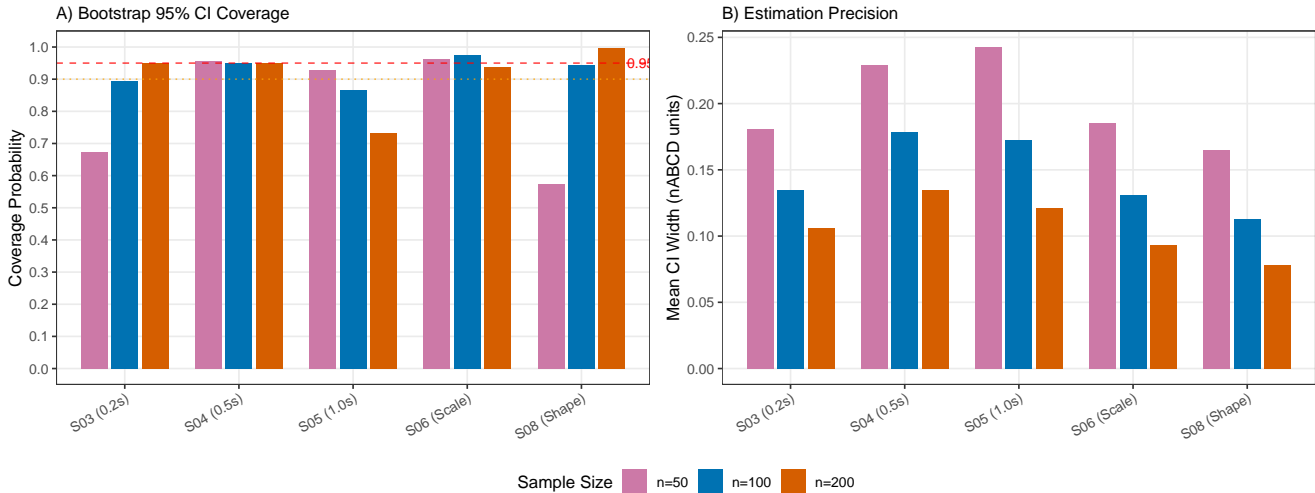 A) Bootstrap 95% CI Coverage
Coverage Probability
1.0
0.9
0.8
0.7
0.6
0.5
0.4
0.3
0.2
0.1
0.0
0.95
S03 (0.2s)
S04 (0.5s)
S05 (1.0s)
S06 (Scale)
S08 (Shape)
B) Estimation Precision
Mean CI Width (nABCD units)
0.25
0.20
0.15
0.10
0.05
0.00
S03 (0.2s)
S04 (0.5s)
S05 (1.0s)
S06 (Scale)
S08 (Shape)
Sample Size n=50 n=100 n=200